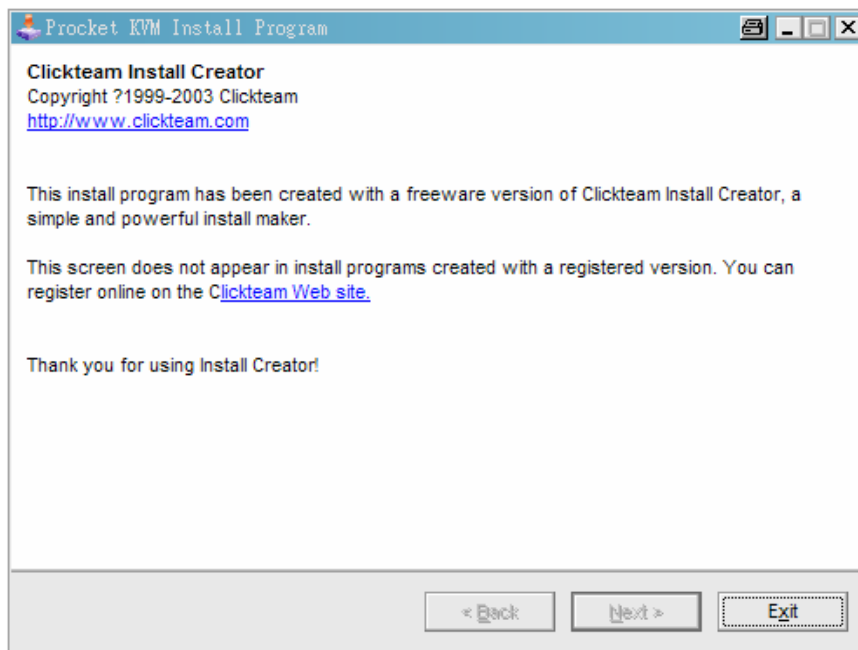 Procket KVM Install Program
Clickteam Install Creator
Copyright ?1999-2003 Clickteam
http://www.clickteam.com
This install program has been created with a freeware version of Clickteam Install Creator, a
simple and powerful install maker.
This screen does not appear in install programs created with a registered version. You can
register online on the Clickteam Web site.
Thank you for using Install Creator!
< Back
Next >
Exit